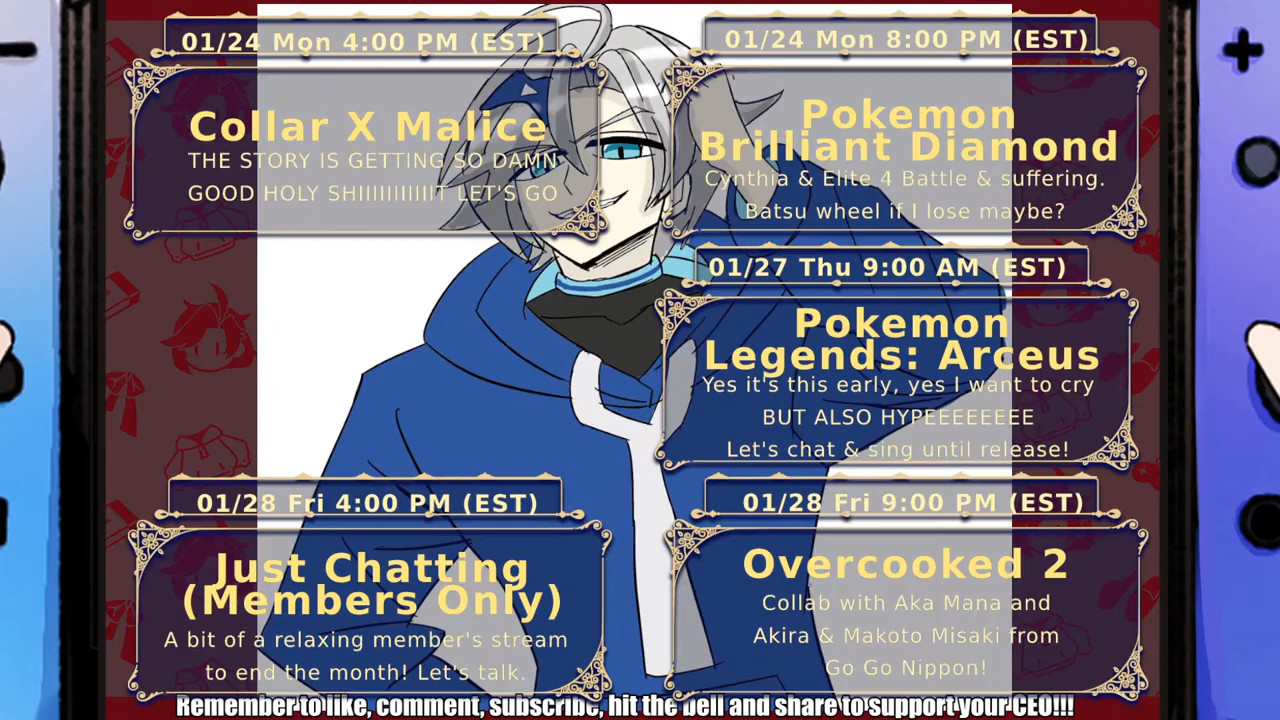 01/24 Mon 4:00 PM (EST)
Collar X Malice
THE STORY IS GETTING SO DAMN
GOOD HOLY SHIIIIIIIIIIIT LET'S GO
01/24 Mon 8:00 PM (EST)
Pokemon
Brilliant Diamond
Cynthia & Elite 4 Battle & suffering.
Batsu wheel if I lose maybe?
01/27 Thu 9:00 AM (EST)
Pokemon
Legends: Arceus
Yes it's this early, yes I want to cry
BUT ALSO HYPEEEEEEEE
Let's chat & sing until release!
01/28 Fri 4:00 PM (EST)
Just Chatting
(Members Only)
A bit of a relaxing member's stream
to end the month! Let's talk.
01/28 Fri 9:00 PM (EST)
Overcooked 2
Collab with Aka Mana and
Akira & Makoto Misaki from
Go Go Nippon!
Remember to like, comment, subscribe, hit the bell and share to support your CEO!!!